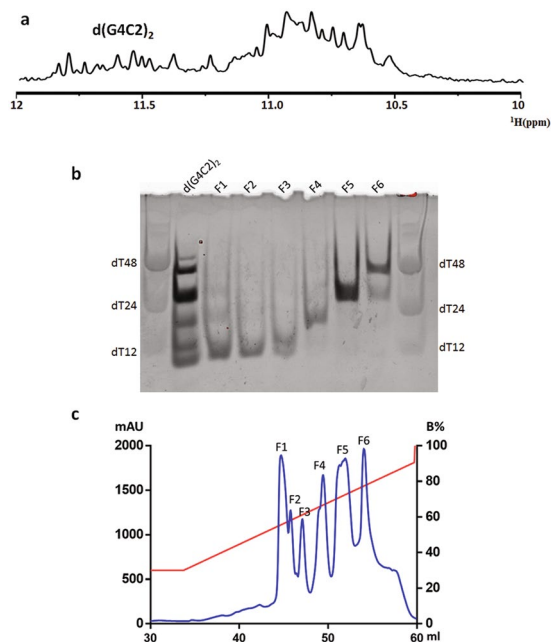 a
d(G4C2)2
12 11.5 11.0 10.5 10
1H(ppm)
b
d(G4C2)2 F1 F2 F3 F4 F5 F6
dT48 dT48
dT24 dT24
dT12 dT12
c
mAU B%
2000 100
1500 80
1000 60
500 40
0 20
0
F1 F2 F3 F4 F5 F6
30 40 50 60 ml